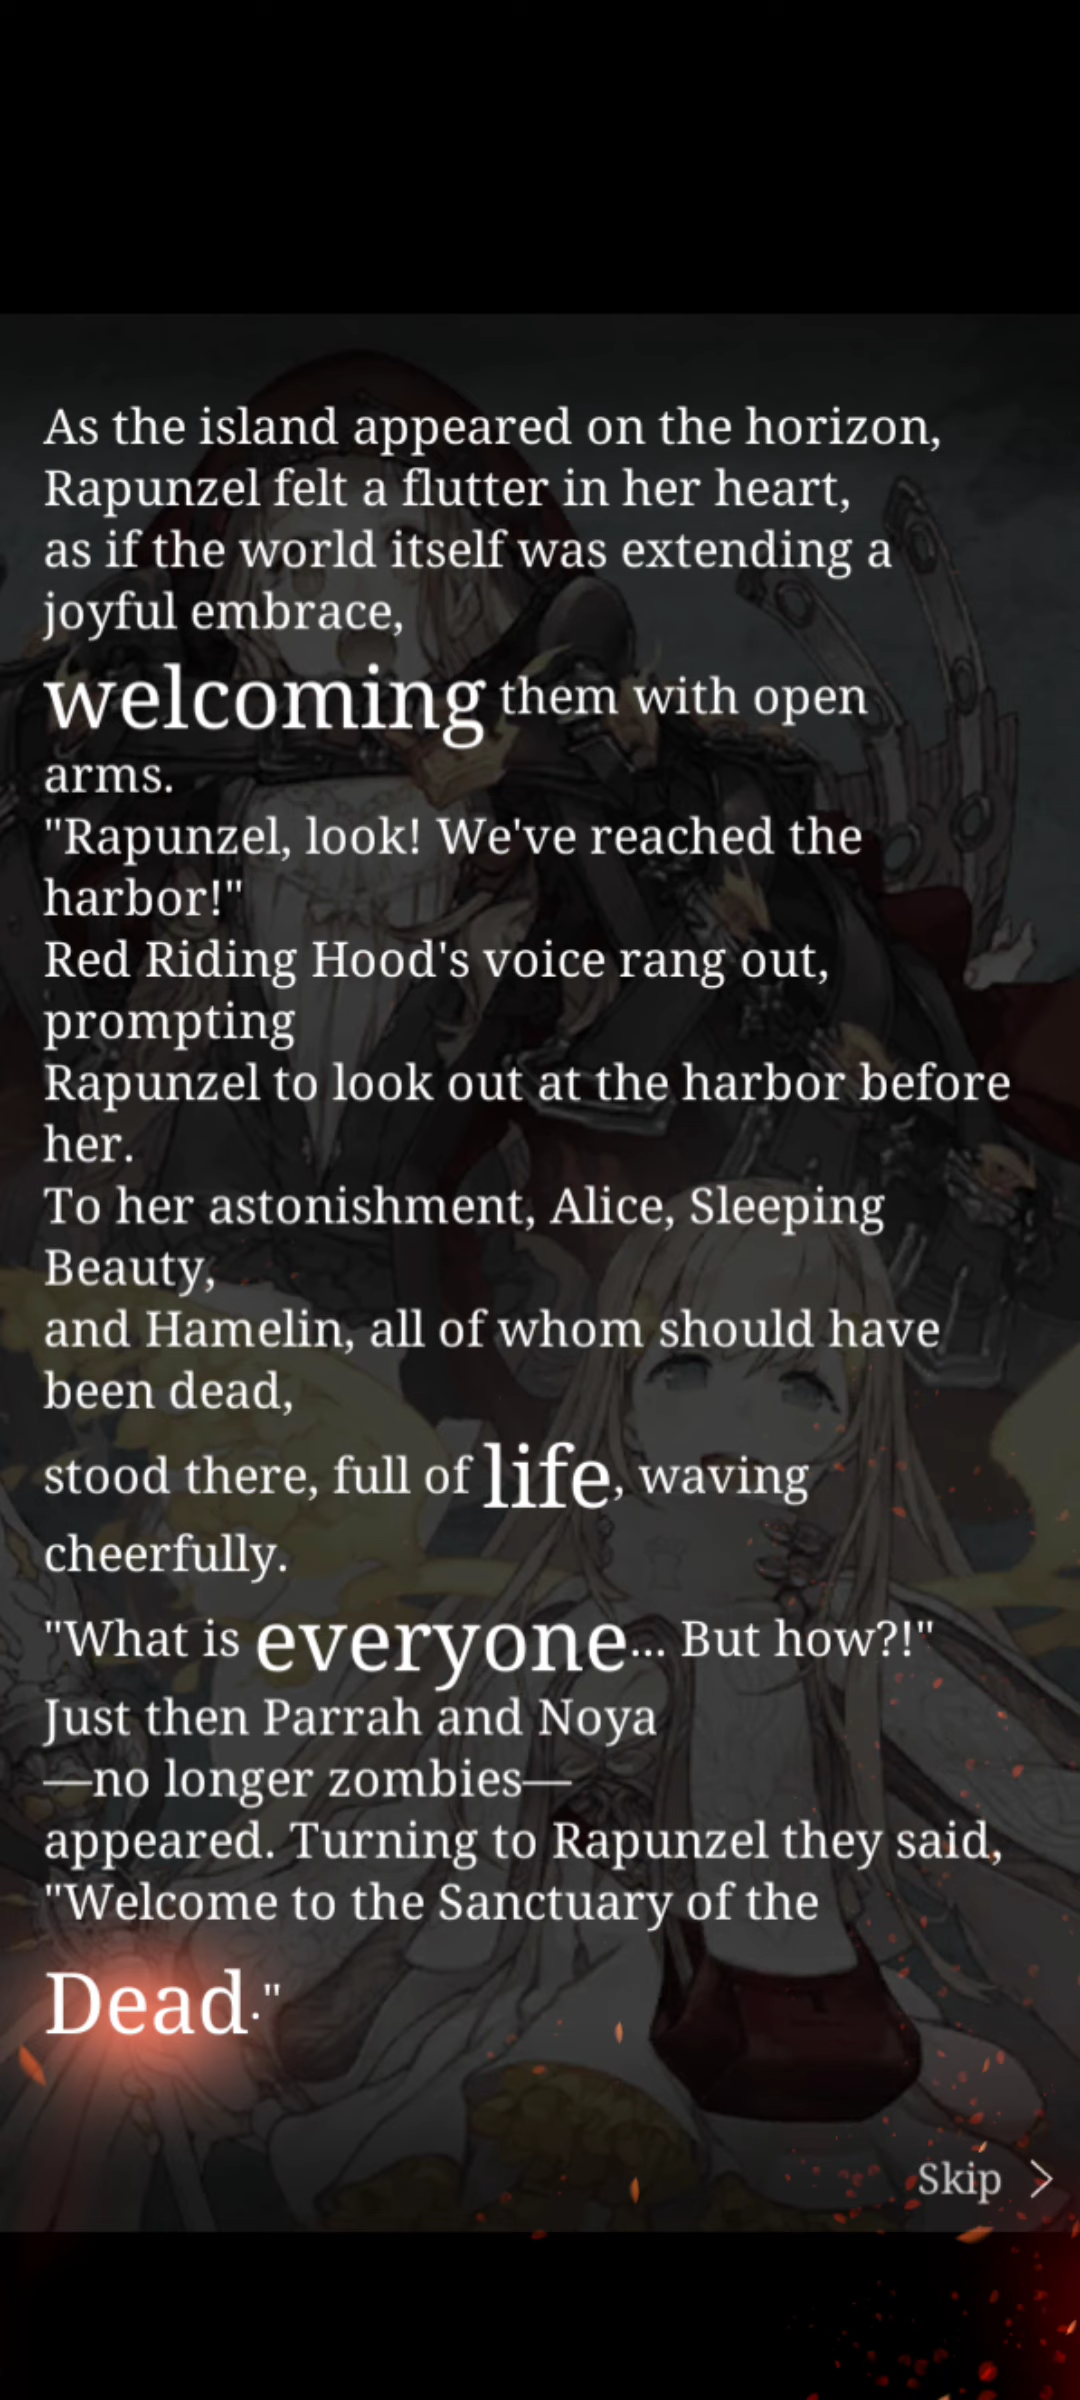 As the island appeared on the horizon,
Rapunzel felt a flutter in her heart,
as if the world itself was extending a
joyful embrace,
welcoming them with open
arms.
"Rapunzel, look! We've reached the
harbor!"
Red Riding Hood's voice rang out,
prompting
Rapunzel to look out at the harbor before
her.
To her astonishment, Alice, Sleeping
Beauty,
and Hamelin, all of whom should have
been dead,
stood there, full of life, waving
cheerfully.
"What is everyone... But how?!"
Just then Parrah and Noya
—no longer zombies—
appeared. Turning to Rapunzel they said,
"Welcome to the Sanctuary of the
Dead."
Skip >